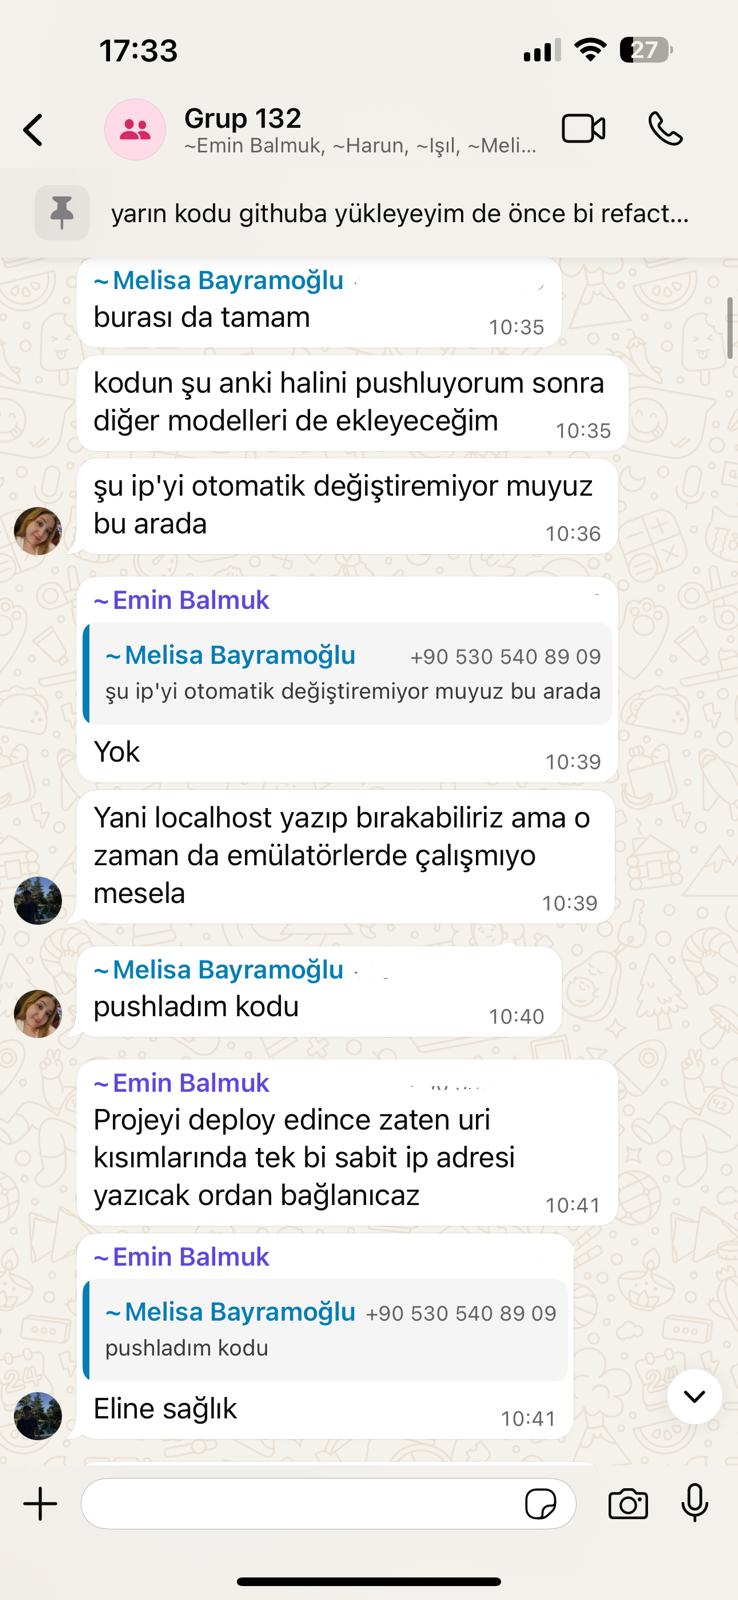 17:33
27
Grup 132
~Emin Balmuk, ~Harun, ~Işıl, ~Meli...
yarın kodu githuba yükleyeyim de önce bi refact...
~Melisa Bayramoğlu
burası da tamam
10:35
kodun şu anki halini pushluyorum sonra
diğer modelleri de ekleyeceğim
10:35
şu ip'yi otomatik değiştiremiyor muyuz
bu arada
10:36
~Emin Balmuk
~Melisa Bayramoğlu +90 530 540 89 09
şu ip'yi otomatik değiştiremiyor muyuz bu arada
Yok
10:39
Yani localhost yazıp bırakabiliriz ama o
zaman da emülatörlerde çalışmıyo
mesela
10:39
~Melisa Bayramoğlu
pushladım kodu
10:40
~Emin Balmuk
Projeyi deploy edince zaten uri
kısımlarında tek bi sabit ip adresi
yazıcak ordan bağlanıcaz
10:41
~Emin Balmuk
~Melisa Bayramoğlu +90 530 540 89 09
pushladım kodu
Eline sağlık
10:41